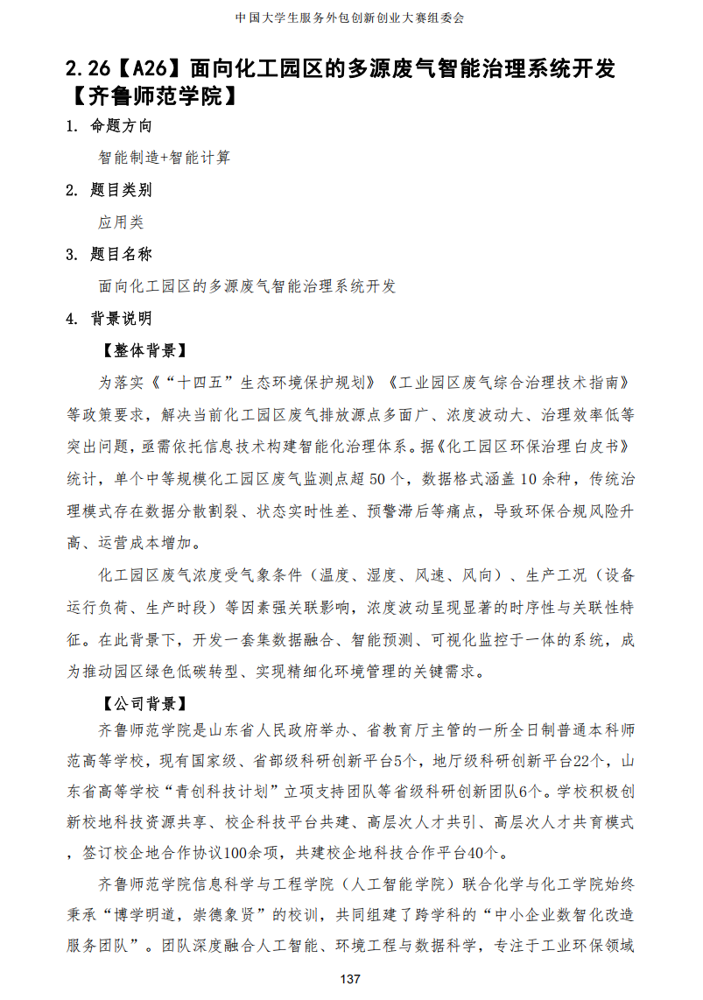 中国大学生服务外包创新创业大赛组委会
2.26【A26】面向化工园区的多源废气智能治理系统开发
【齐鲁师范学院】
1. 命题方向
智能制造+智能计算
2. 题目类别
应用类
3. 题目名称
面向化工园区的多源废气智能治理系统开发
4. 背景说明
【整体背景】
为落实《“十四五”生态环境保护规划》《工业园区废气综合治理技术指南》
等政策要求，解决当前化工园区废气排放源点多面广、浓度波动大、治理效率低等
突出问题，亟需依托信息技术构建智能化治理体系。据《化工园区环保治理白皮书》
统计，单个中等规模化工园区废气监测点超 50 个，数据格式涵盖 10 余种，传统治
理模式存在数据分散割裂、状态实时性差、预警滞后等痛点，导致环保合规风险升
高、运营成本增加。
化工园区废气浓度受气象条件（温度、湿度、风速、风向）、生产工况（设备
运行负荷、生产时段）等因素强关联影响，浓度波动呈现显著的时序性与关联性特
征。在此背景下，开发一套集数据融合、智能预测、可视化监控于一体的系统，成
为推动园区绿色低碳转型、实现精细化环境管理的关键需求。
【公司背景】
齐鲁师范学院是山东省人民政府举办、省教育厅主管的一所全日制普通本科师
范高等学校，现有国家级、省部级科研创新平台5个，地厅级科研创新平台22个，山
东省高等学校“青创科技计划”立项支持团队等省级科研创新团队6个。学校积极创
新校地科技资源共享、校企科技平台共建、高层次人才共引、高层次人才共育模式
，签订校企地合作协议100余项，共建校企地科技合作平台40个。
齐鲁师范学院信息科学与工程学院（人工智能学院）联合化学与化工学院始终
秉承“博学明道，崇德象贤”的校训，共同组建了跨学科的“中小企业数智化改造
服务团队”。团队深度融合人工智能、环境工程与数据科学，专注于工业环保领域
137